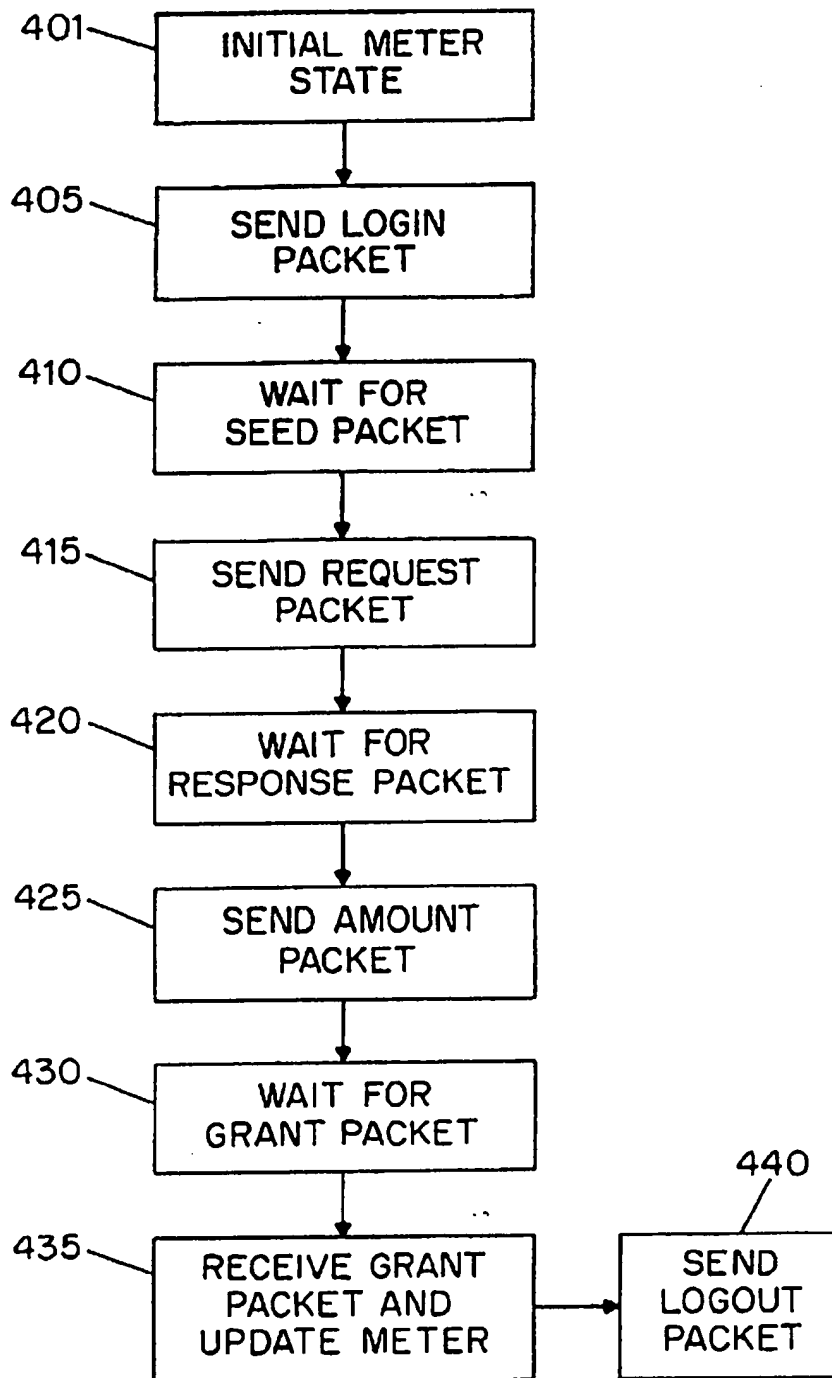 401
INITIAL METER
STATE
405
SEND LOGIN
PACKET
410
WAIT FOR
SEED PACKET
415
SEND REQUEST
PACKET
420
WAIT FOR
RESPONSE PACKET
425
SEND AMOUNT
PACKET
430
WAIT FOR
GRANT PACKET
435
RECEIVE GRANT
PACKET AND
UPDATE METER
440
SEND
LOGOUT
PACKET